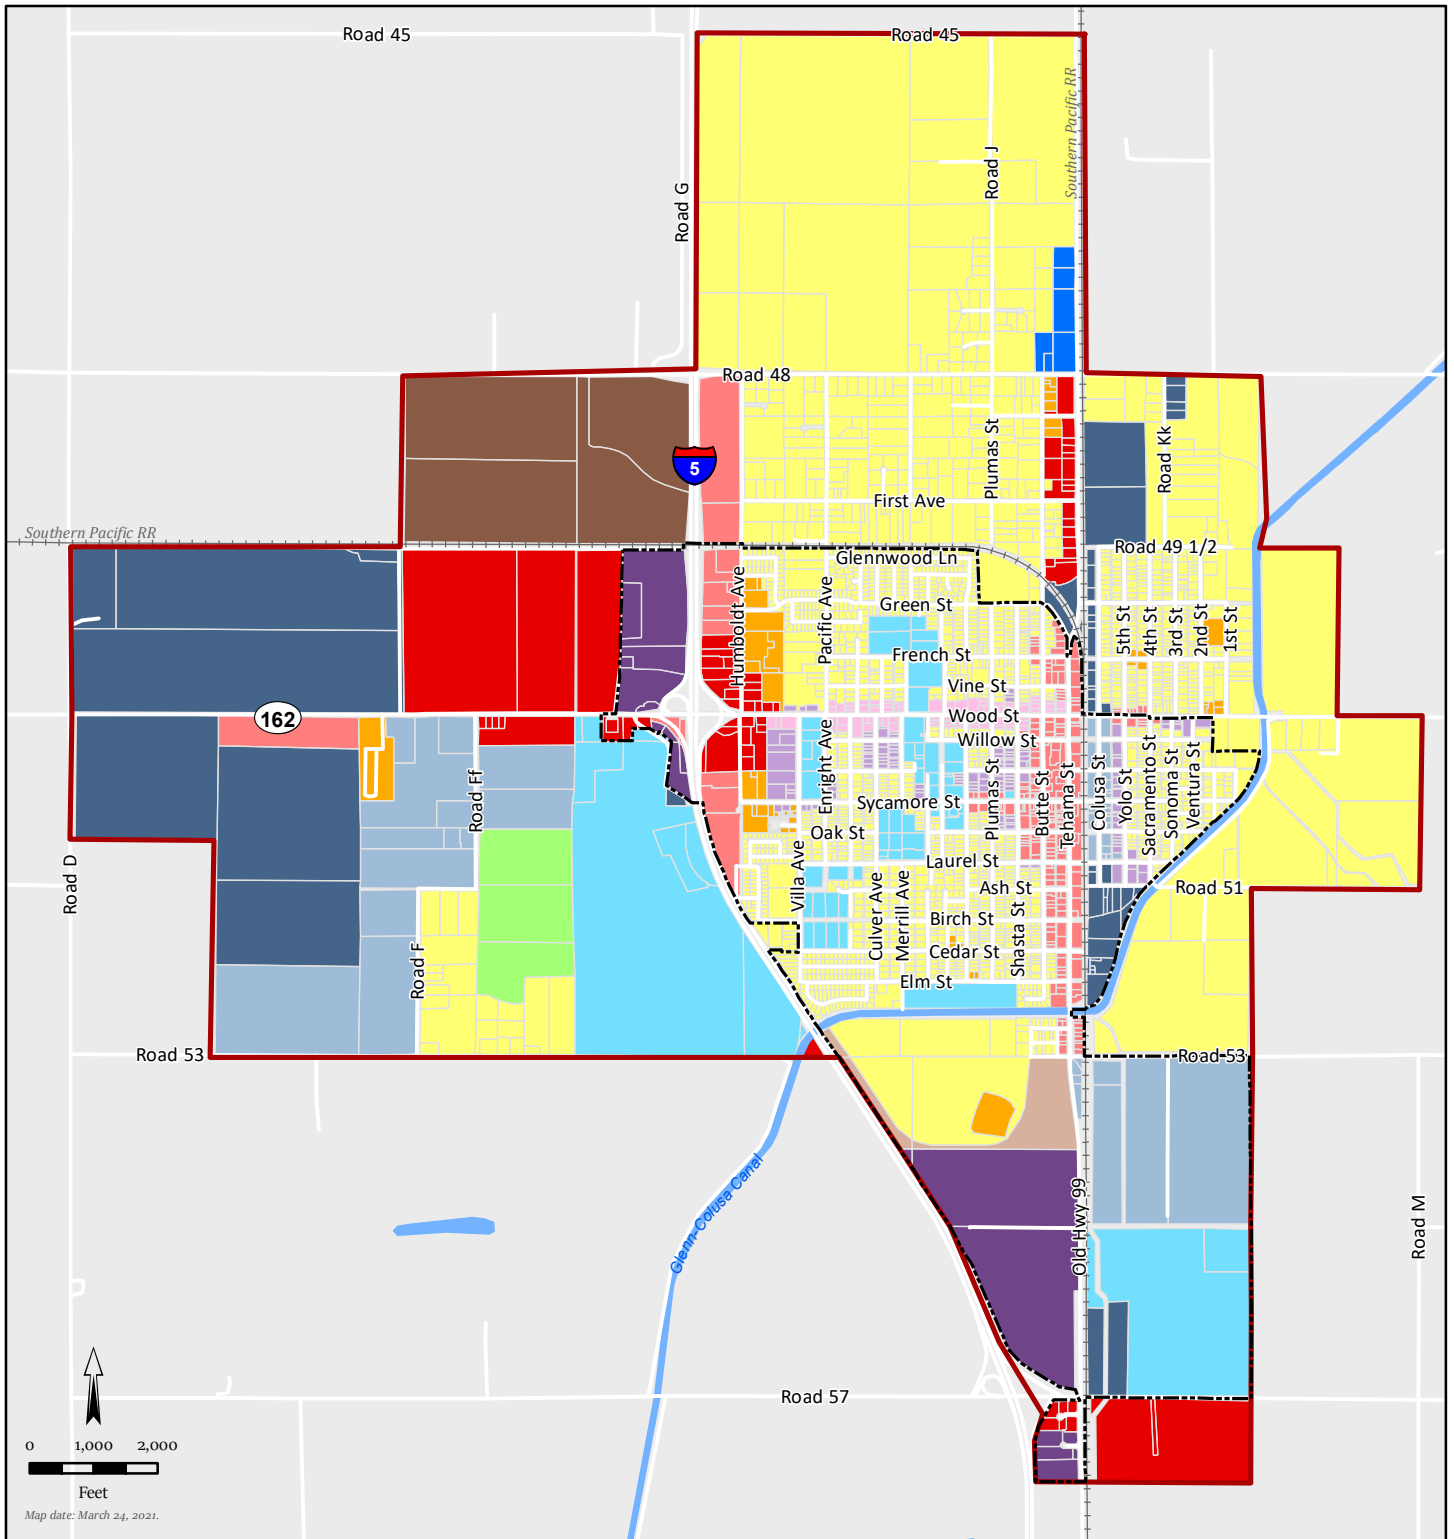 Road 45
Road 45
Southern Pacific RR
Road J
Road G
Road 48
5
Plumas St
Road Kk
First Ave
Southern Pacific RR
Road 49 1/2
Glennwood Ln
Humboldt Ave
Pacific Ave
Green St
5th St
4th St
3rd St
2nd St
1st St
French St
Vine St
162
Wood St
Willow St
Enright Ave
Road Ff
Plumas St
Butte St
Tehama St
Colusa St
Yolo St
Sacramento St
Sonoma St
Ventura St
Sycamore St
Oak St
Villa Ave
Laurel St
Road D
Culver Ave
Merrill Ave
Ash St
Road 51
Birch St
Shasta St
Road F
Cedar St
Elm St
Road 53
Road 53
Glenn-Colusa Canal
Old Hwy 99
Road M
Road 57
0 1,000 2,000
Feet
Map date: March 24, 2021.